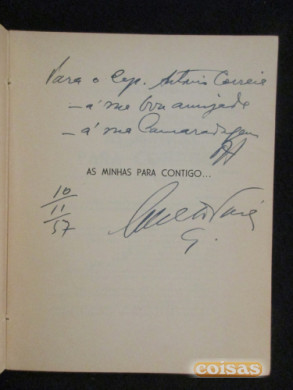 Para o Cap. António Correia
— á sua boa amizade
— á sua Camaradagem
AS MINHAS PARA CONTIGO...
10
11
57
coisas